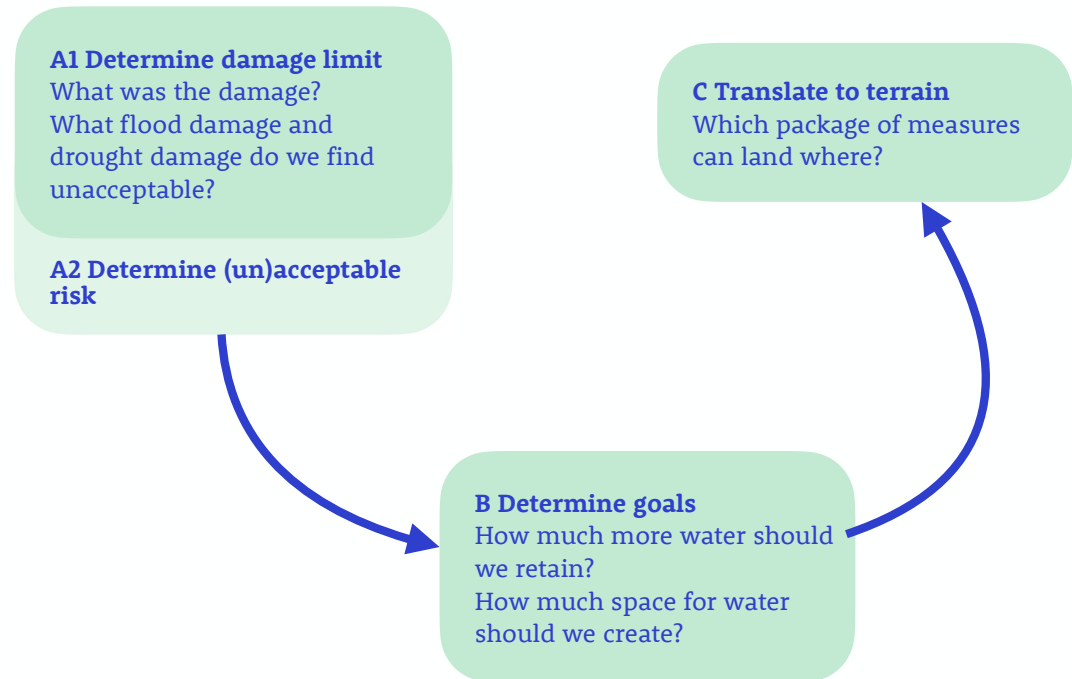 A1 Determine damage limit
What was the damage?
What flood damage and
drought damage do we find
unacceptable?
A2 Determine (un)acceptable
risk
B Determine goals
How much more water should
we retain?
How much space for water
should we create?
C Translate to terrain
Which package of measures
can land where?